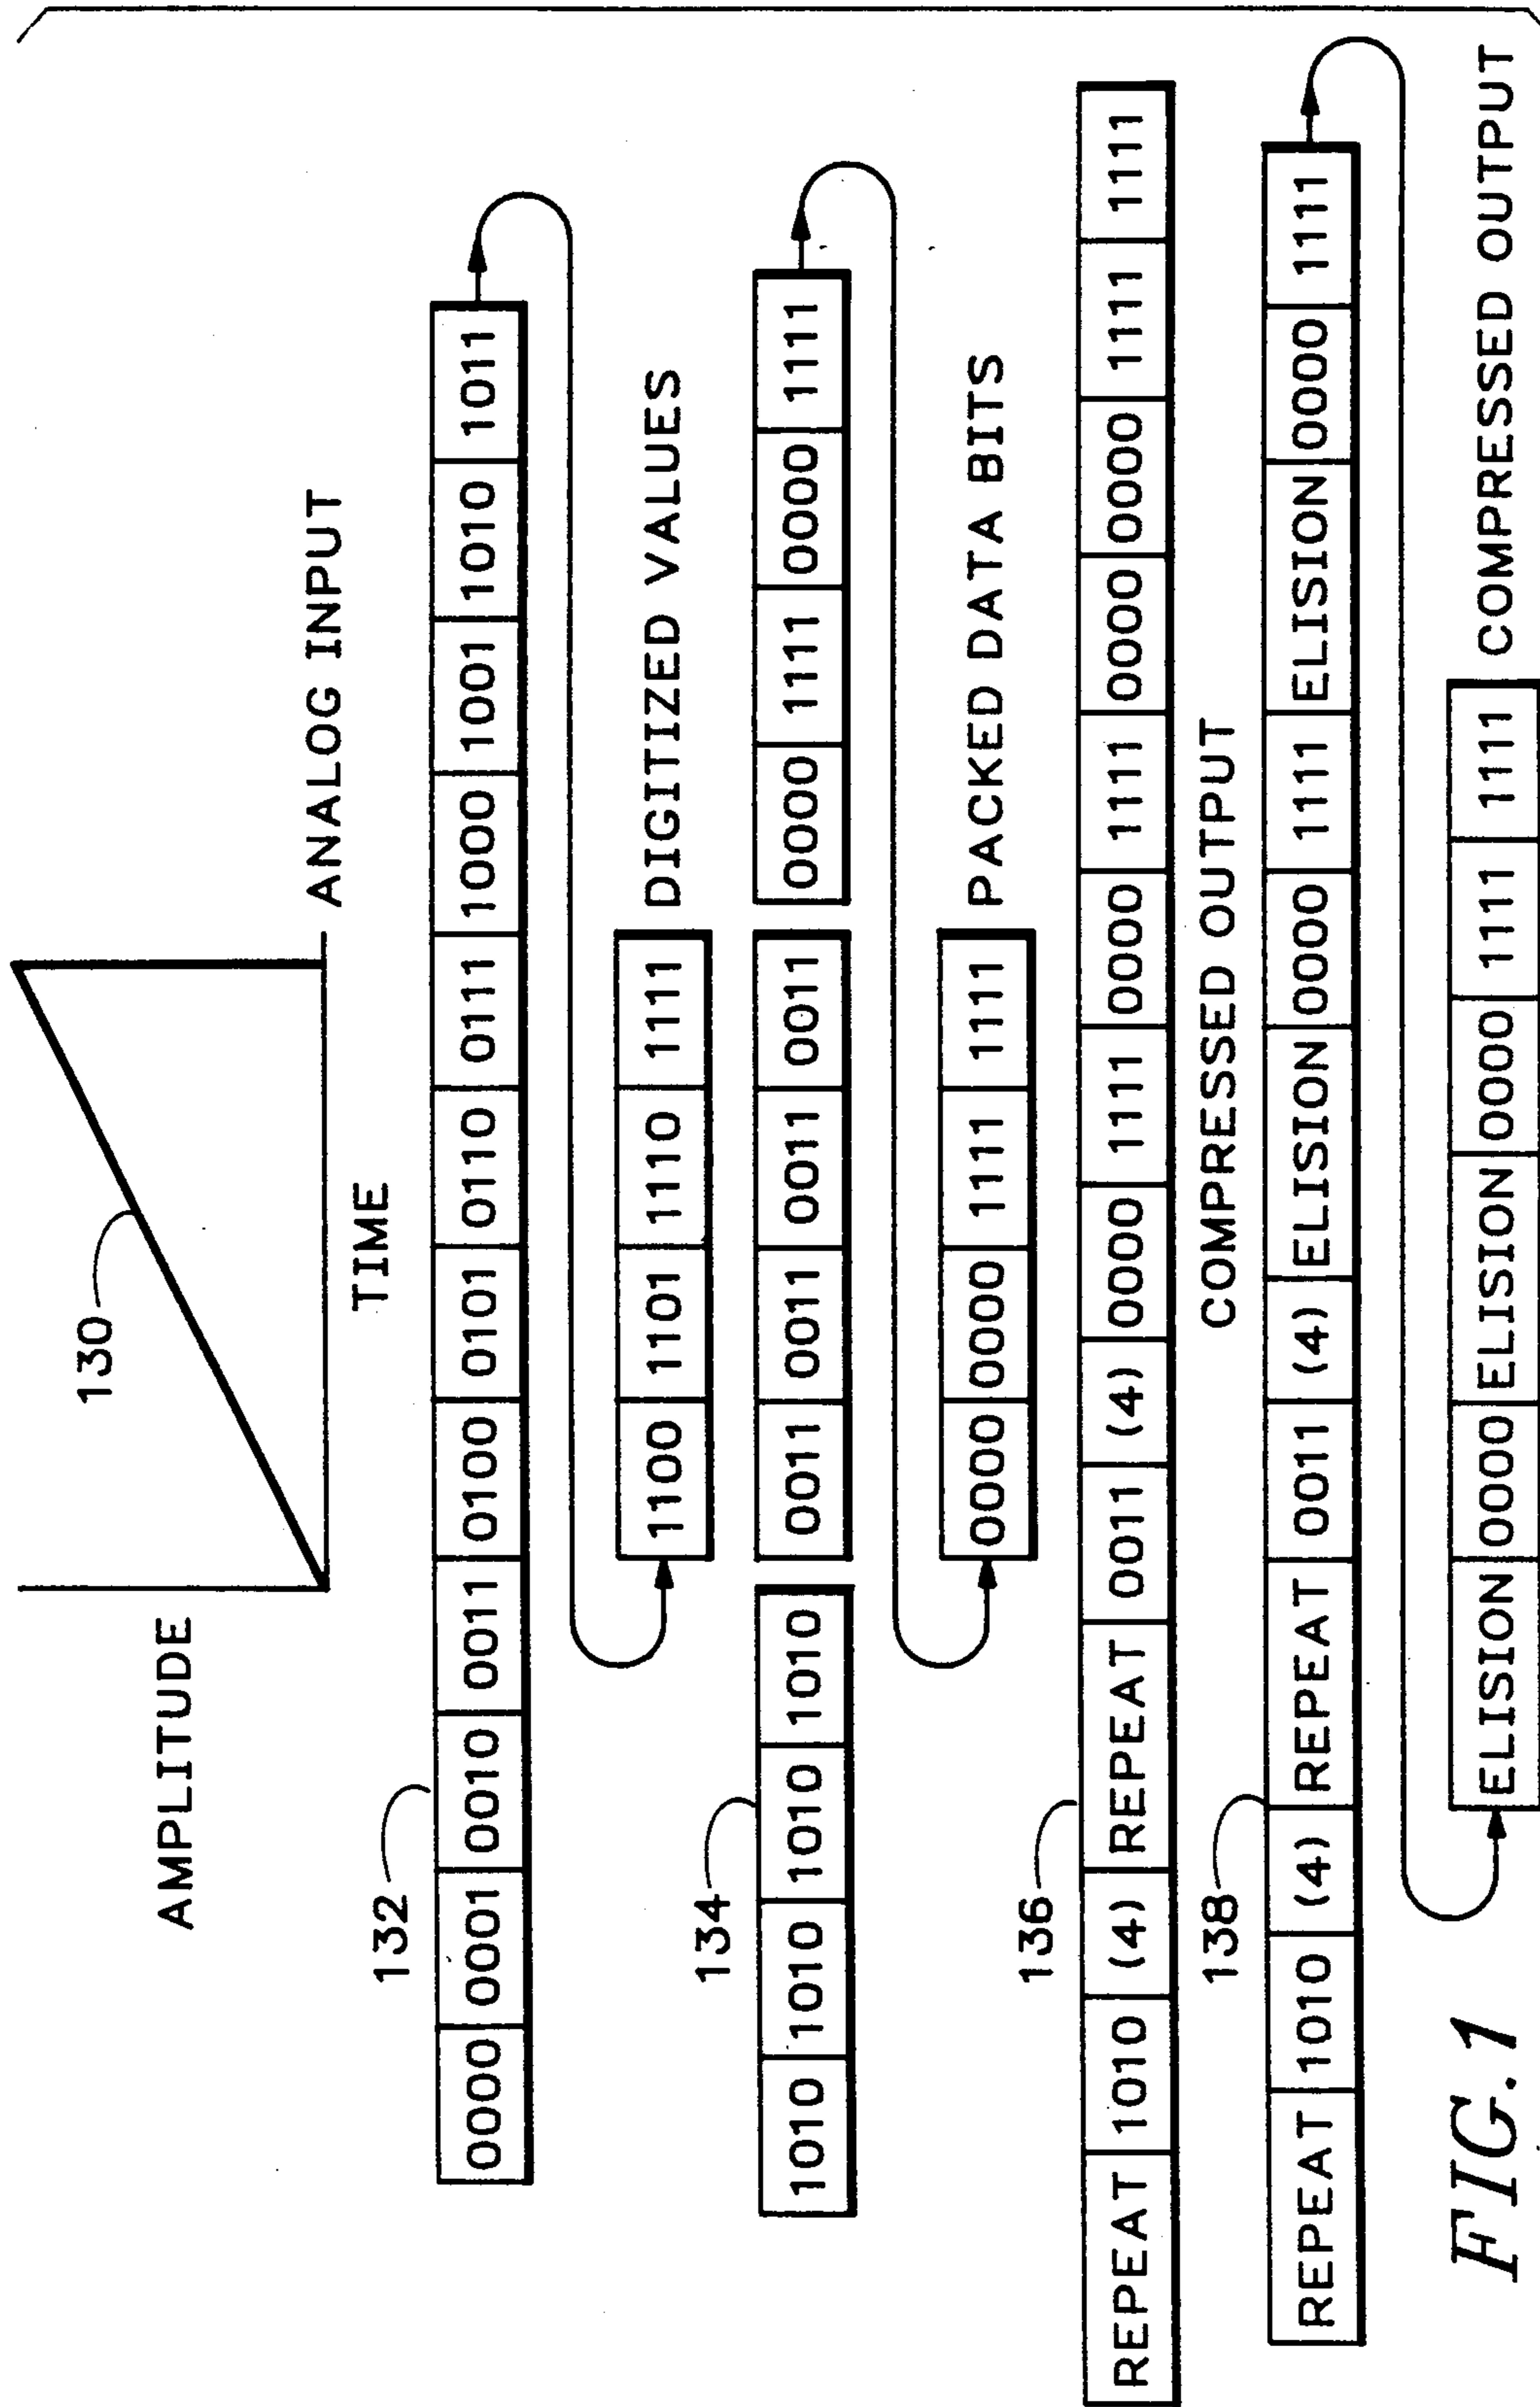 AMPLITUDE
130
TIME
ANALOG INPUT
132
0000 0001 0010 0011 0100 0101 0110 0111 1000 1001 1010 1011
1100 1101 1110 1111 DIGITIZED VALUES
134
1010 1010 1010 1010 0011 0011 0011 0011 0000 1111 0000 1111
0000 0000 1111 1111 PACKED DATA BITS
136
REPEAT 1010 (4) REPEAT 0011 (4) 0000 1111 0000 1111 0000 0000 1111 1111
COMPRESSED OUTPUT
138
REPEAT 1010 (4) REPEAT 0011 (4) ELISION 0000 1111 ELISION 0000 1111
ELISION 0000 ELISION 0000 1111 1111 COMPRESSED OUTPUT
FIG.1